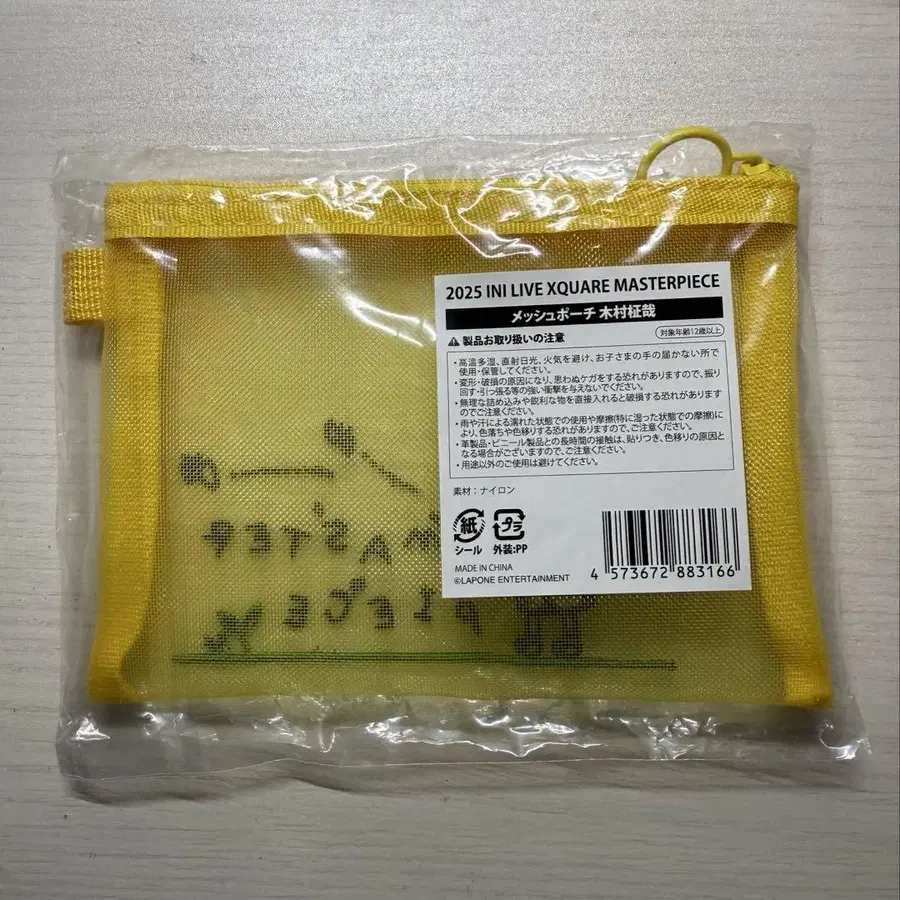 2025 INI LIVE XQUARE MASTERPIECE
メッシュポーチ 木村柾哉
製品お取り扱いの注意
対象年齢12歳以上
・高温多湿、直射日光、火気を避け、お子さまの手の届かない所で
使用・保管してください。
・変形・破損の原因になり、思わぬケガをする恐れがありますので、振り
回す・引っ張る等の強い衝撃を与えないでください。
・無理な詰め込みや鋭利な物を直接入れると破損する恐れがあります
のでご注意ください。
・雨や汗による濡れた状態での使用や摩擦(特に湿った状態での摩擦)に
より、色落ちや色移りする恐れがありますので、ご注意ください。
・革製品・ビニール製品との長時間の接触は、貼りつき、色移りの原因と
なる場合がございますので、ご注意ください。
・用途以外のご使用は避けてください。
素材：ナイロン
紙
シール
プラ
外装:PP
MADE IN CHINA
©LAPONE ENTERTAINMENT
4 573672 883166